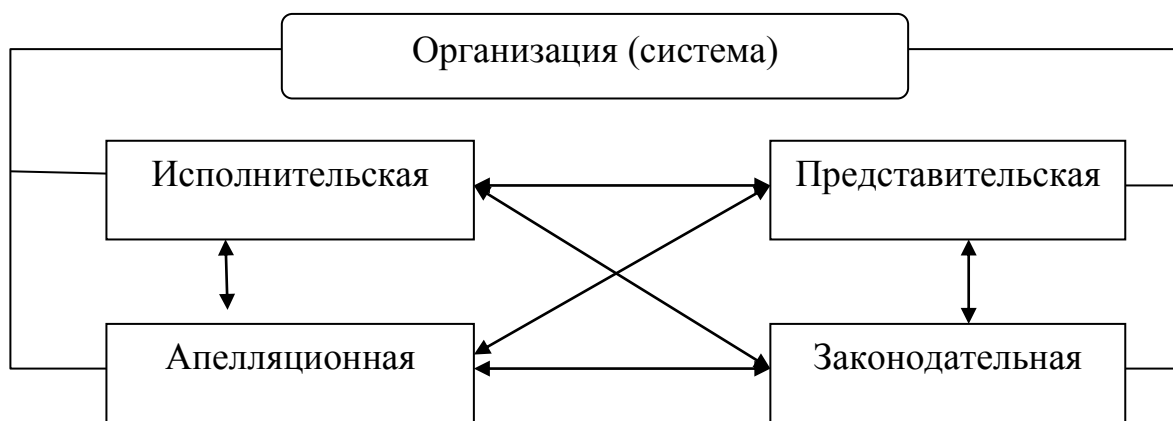 Организация (система)
Исполнительская
Представительская
Апелляционная
Законодательная